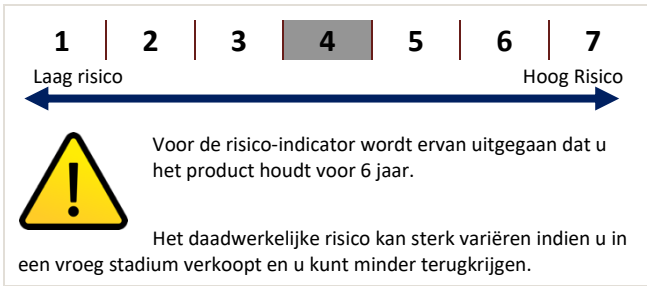 1 2 3 4 5 6 7
Laag risico Hoog Risico
Voor de risico-indicator wordt ervan uitgegaan dat u
het product houdt voor 6 jaar.
Het daadwerkelijke risico kan sterk variëren indien u in
een vroeg stadium verkoopt en u kunt minder terugkrijgen.